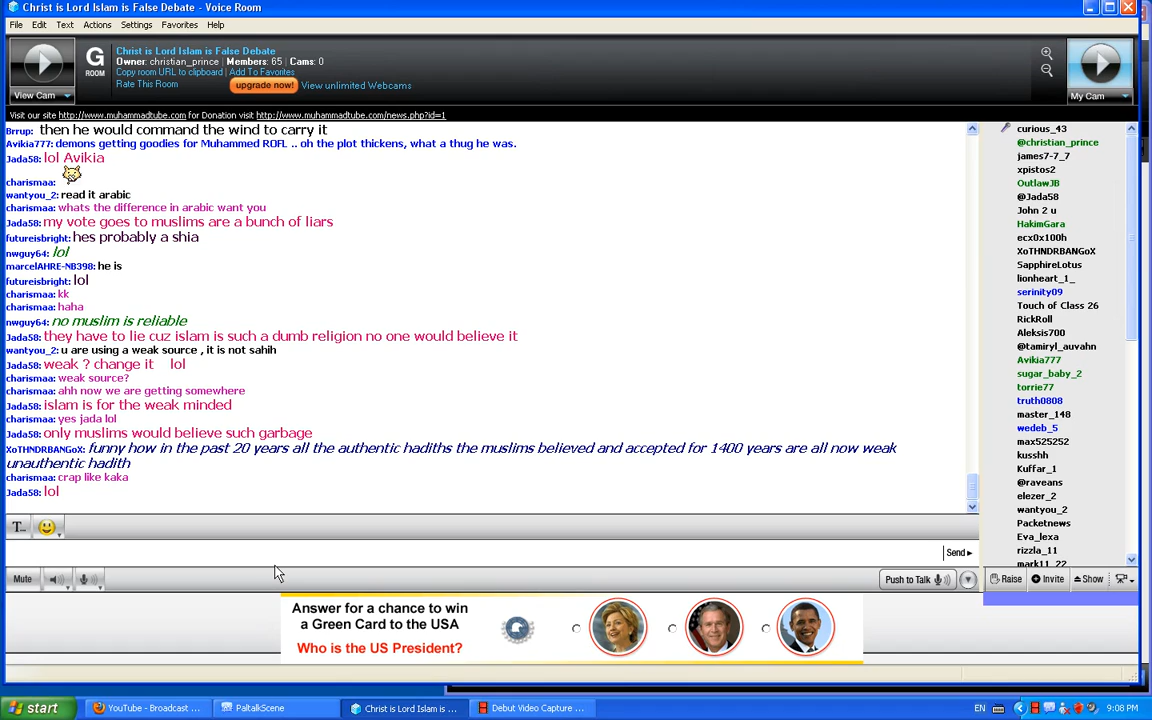 Christ is Lord Islam is False Debate - Voice Room
File Edit Text Actions Settings Favorites Help
G ROOM
Christ is Lord Islam is False Debate
Owner: christian_prince | Members: 65 | Cams: 0
Copy room URL to clipboard | Add To Favorites
Rate This Room upgrade now! View unlimited Webcams
View Cam
My Cam
Visit our site http://www.muhammadtube.com for Donation visit http://www.muhammadtube.com/news.php?id=1
Brrup: then he would command the wind to carry it
Avikia777: demons getting goodies for Muhammed ROFL .. oh the plot thickens, what a thug he was.
Jada58: lol Avikia
charismaa:
wantyou_2: read it arabic
charismaa: whats the difference in arabic want you
Jada58: my vote goes to muslims are a bunch of liars
futureisbright: hes probably a shia
nwguy64: lol
marcelAHRE-NB398: he is
futureisbright: lol
charismaa: kk
charismaa: haha
nwguy64: no muslim is reliable
Jada58: they have to lie cuz islam is such a dumb religion no one would believe it
wantyou_2: u are using a weak source , it is not sahih
Jada58: weak ? change it lol
charismaa: weak source?
charismaa: ahh now we are getting somewhere
Jada58: islam is for the weak minded
charismaa: yes jada lol
Jada58: only muslims would believe such garbage
XoTHNDRBANGoX: funny how in the past 20 years all the authentic hadiths the muslims believed and accepted for 1400 years are all now weak
unauthentic hadith
charismaa: crap like kaka
Jada58: lol
curious_43
@christian_prince
james7-7_7
xpistos2
OutlawJB
@Jada58
John 2 u
HakimGara
ecx0x100h
XoTHNDRBANGoX
SapphireLotus
lionheart_1_
serinity09
Touch of Class 26
RickRoll
Aleksis700
@tamiryl_auvahn
Avikia777
sugar_baby_2
torrie77
truth0808
master_148
wedeb_5
max525252
kusshh
Kuffar_1
@raveans
elezer_2
wantyou_2
Packetnews
Eva_lexa
rizzla_11
mark11_22
T...
Send
Mute
Push to Talk
Raise Invite Show
Answer for a chance to win
a Green Card to the USA
Who is the US President?
start YouTube - Broadcast ... PaltalkScene Christ is Lord Islam is ... Debut Video Capture ... EN 9:08 PM